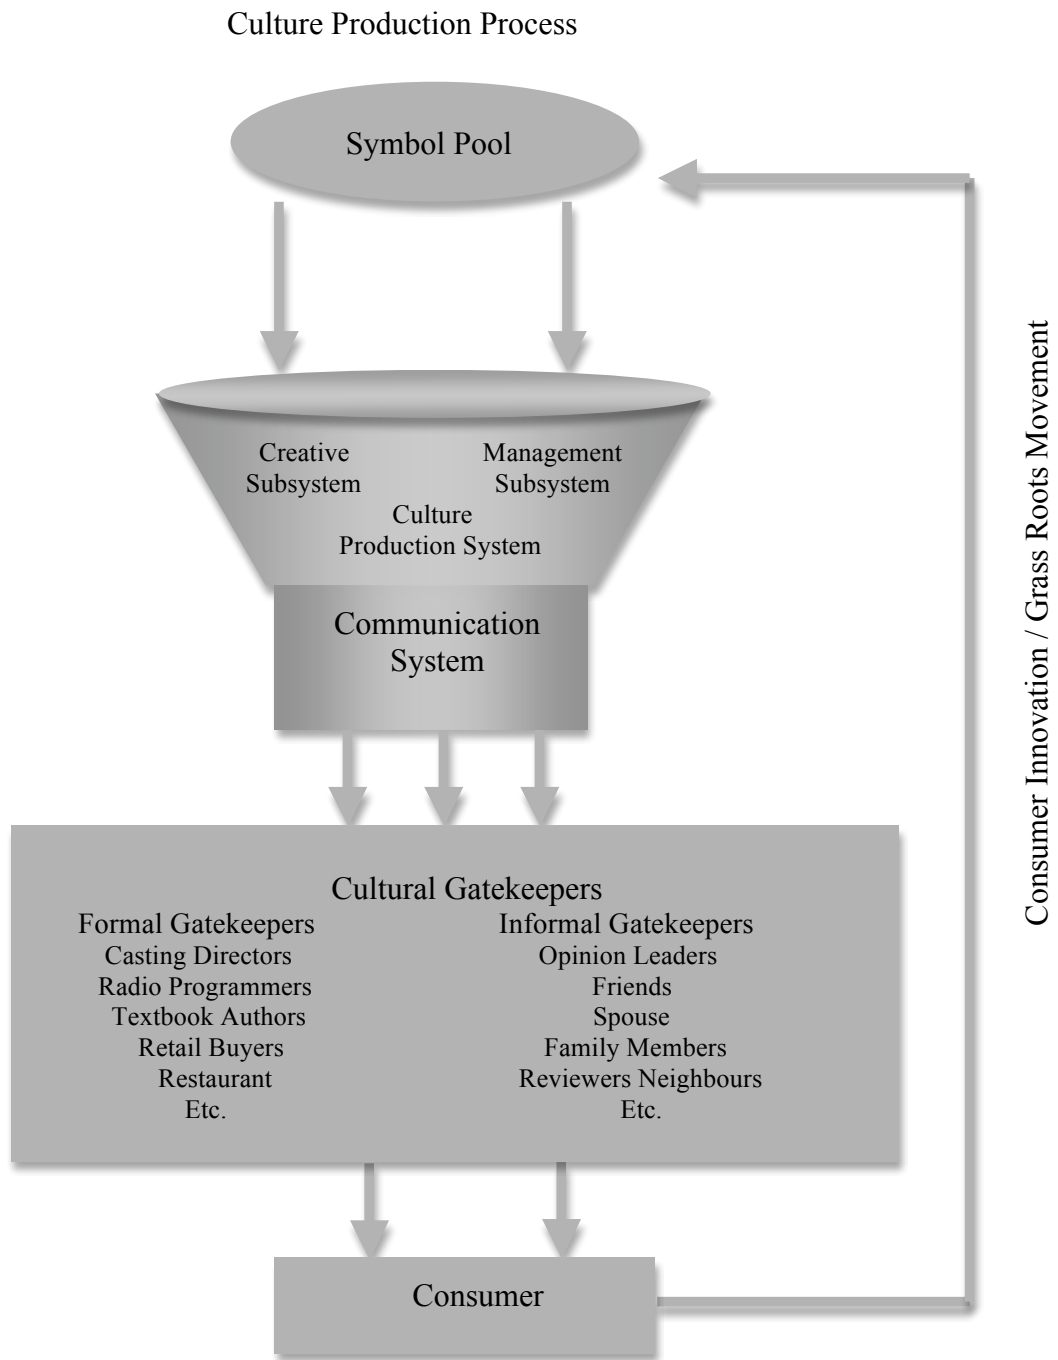 Culture Production Process
Symbol Pool
Creative
Subsystem
Management
Subsystem
Culture
Production System
Communication
System
Cultural Gatekeepers
Formal Gatekeepers
Casting Directors
Radio Programmers
Textbook Authors
Retail Buyers
Restaurant
Etc.
Informal Gatekeepers
Opinion Leaders
Friends
Spouse
Family Members
Reviewers Neighbours
Etc.
Consumer
Consumer Innovation / Grass Roots Movement